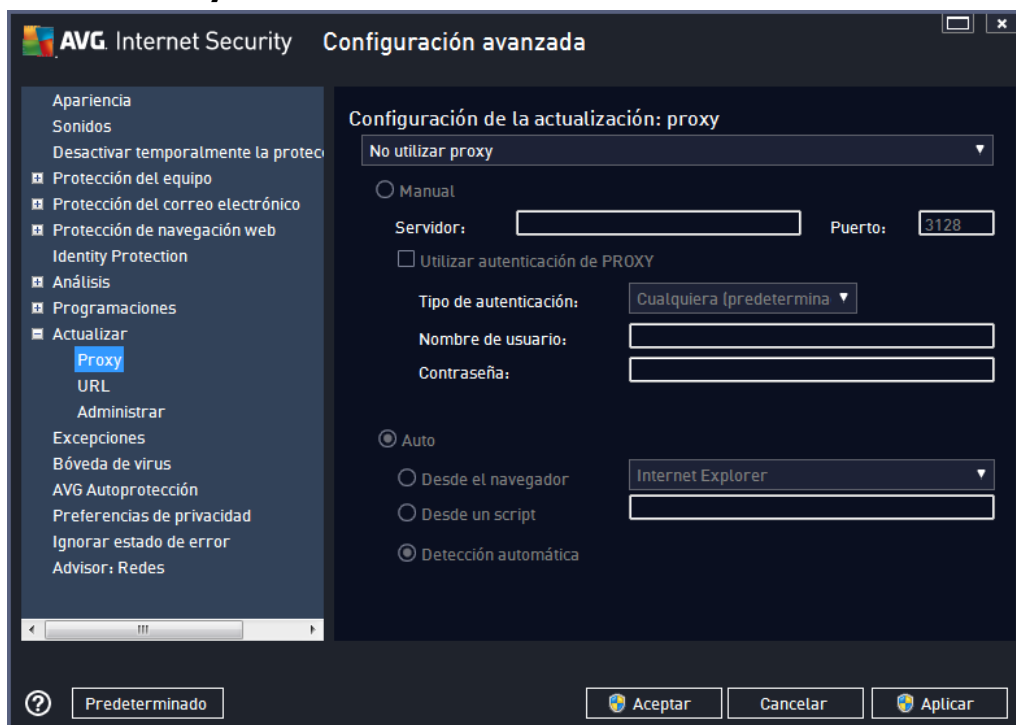 AVG. Internet Security Configuración avanzada
Apariencia
Sonidos
Desactivar temporalmente la protec
Protección del equipo
Protección del correo electrónico
Protección de navegación web
Identity Protection
Análisis
Programaciones
Actualizar
Proxy
URL
Administrar
Excepciones
Bóveda de virus
AVG Autoprotección
Preferencias de privacidad
Ignorar estado de error
Advisor: Redes
Configuración de la actualización: proxy
No utilizar proxy
Manual
Servidor: Puerto: 3128
Utilizar autenticación de PROXY
Tipo de autenticación: Cualquiera (predetermina
Nombre de usuario:
Contraseña:
Auto
Desde el navegador Internet Explorer
Desde un script
Detección automática
? Predeterminado Aceptar Cancelar Aplicar